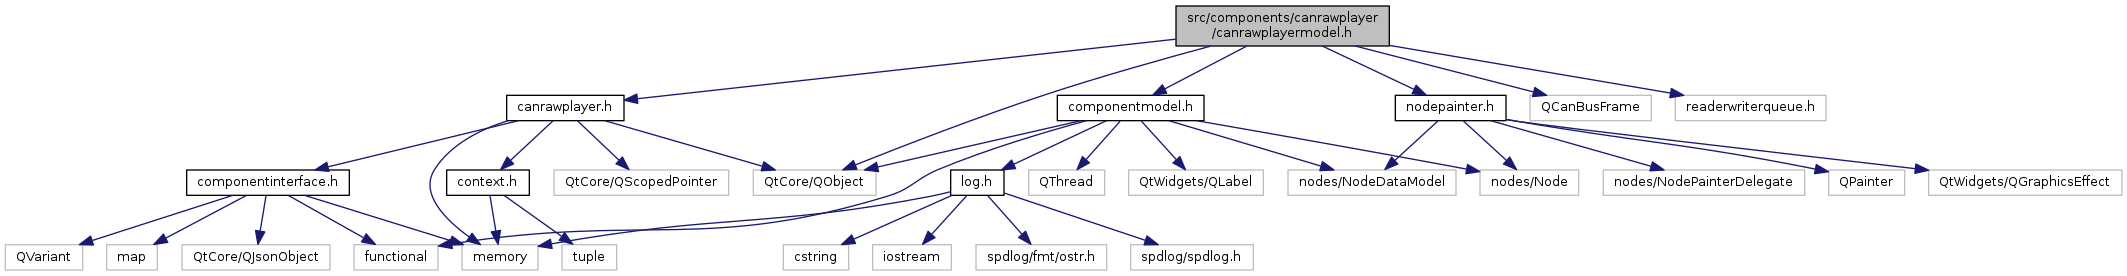 src/components/canrawplayer
/canrawplayermodel.h
canrawplayer.h
componentmodel.h
nodepainter.h
QCanBusFrame
readerwriterqueue.h
componentinterface.h
context.h
QtCore/QScopedPointer
QtCore/QObject
log.h
QThread
QtWidgets/QLabel
nodes/NodeDataModel
nodes/Node
nodes/NodePainterDelegate
QPainter
QtWidgets/QGraphicsEffect
QVariant
map
QtCore/QJsonObject
functional
memory
tuple
cstring
iostream
spdlog/fmt/ostr.h
spdlog/spdlog.h